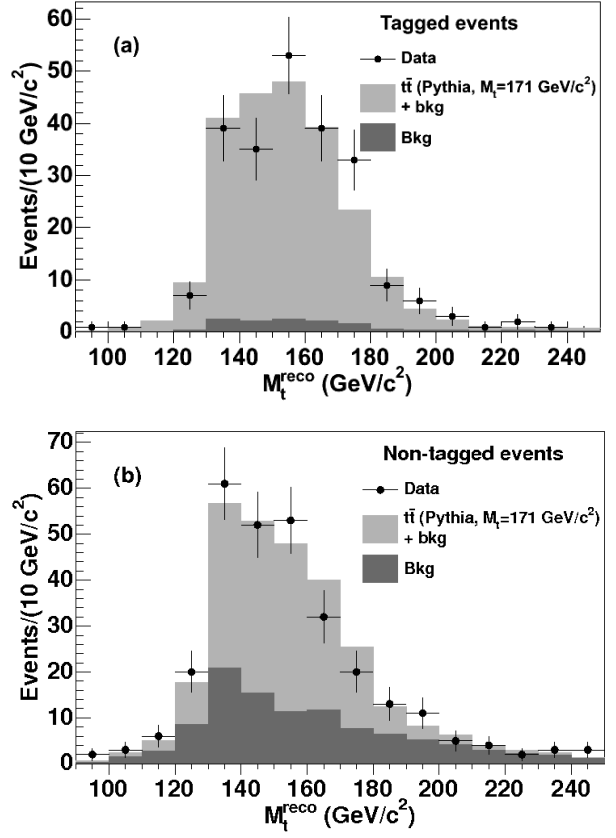 (a)
Tagged events
Data
tt̄ (Pythia, Mₜ=171 GeV/c²)
+ bkg
Bkg
Events/(10 GeV/c²)
60
50
40
30
20
10
0
100 120 140 160 180 200 220 240
Mₜʳᵉᶜᵒ (GeV/c²)
(b)
Non-tagged events
Data
tt̄ (Pythia, Mₜ=171 GeV/c²)
+ bkg
Bkg
Events/(10 GeV/c²)
70
60
50
40
30
20
10
0
100 120 140 160 180 200 220 240
Mₜʳᵉᶜᵒ (GeV/c²)